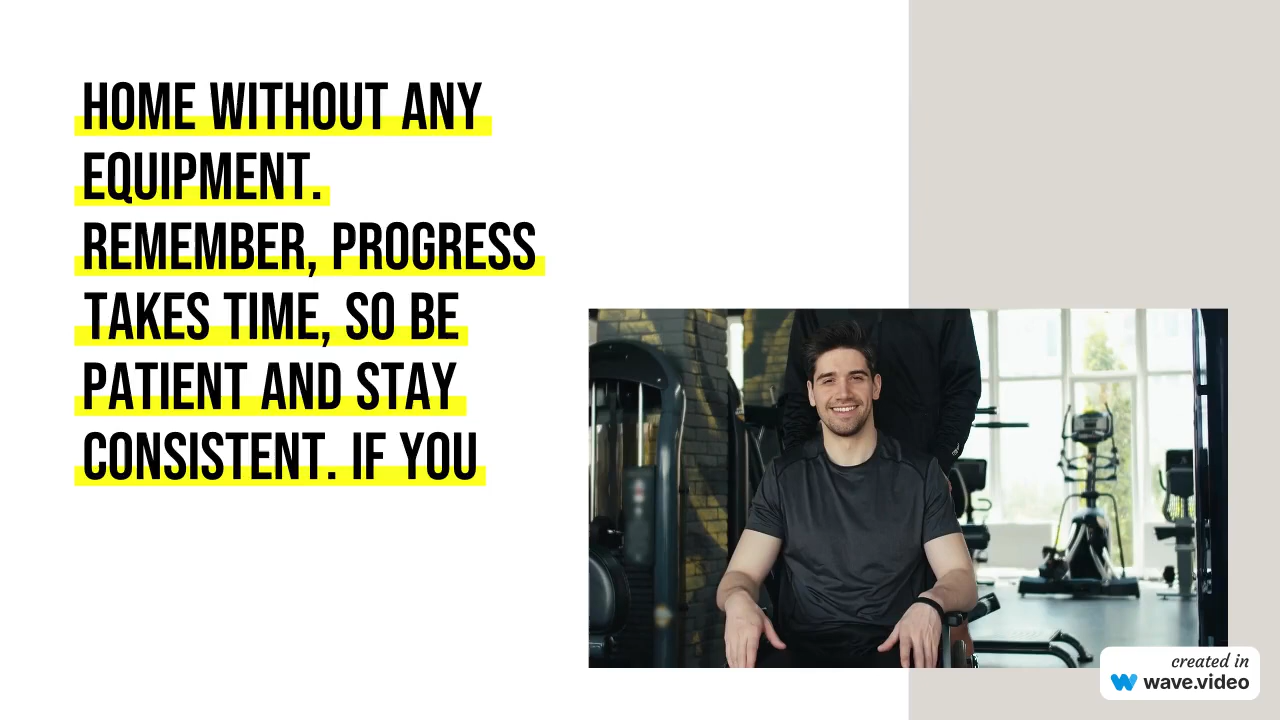 HOME WITHOUT ANY
EQUIPMENT.
REMEMBER, PROGRESS
TAKES TIME, SO BE
PATIENT AND STAY
CONSISTENT. IF YOU
created in
wave.video